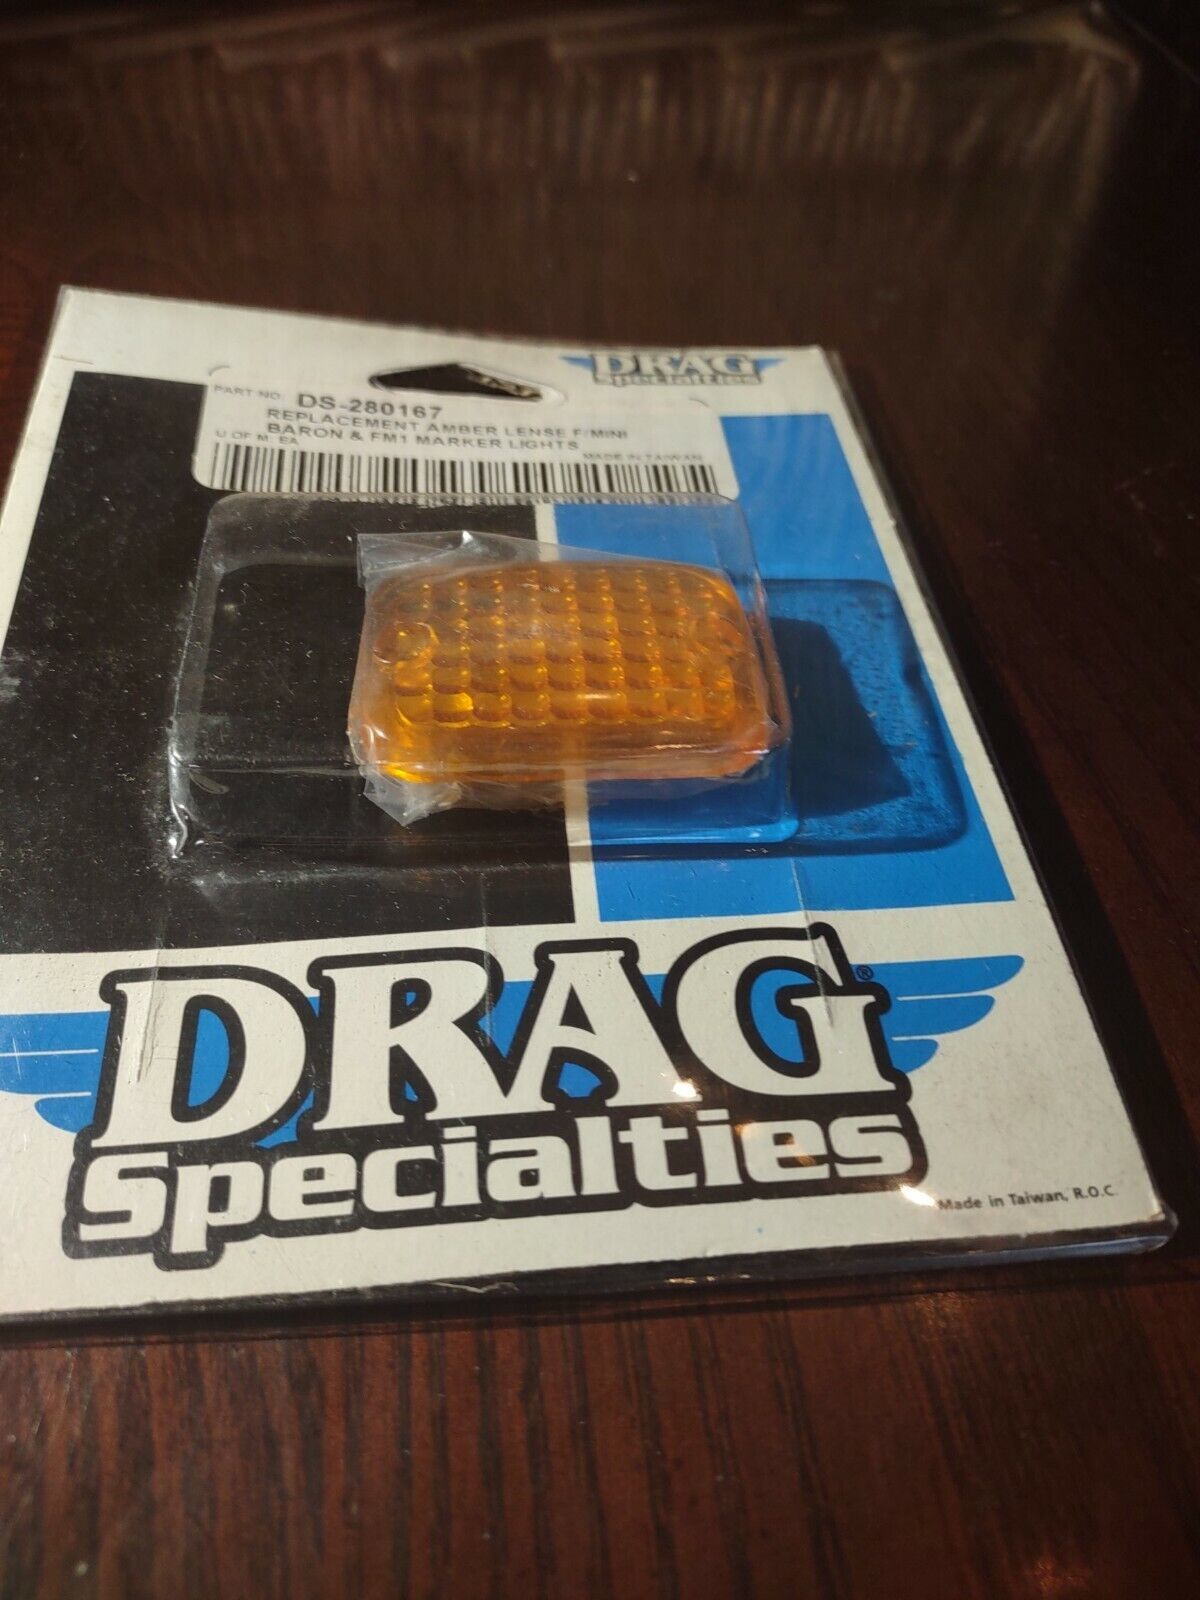 DRAG
Specialties
PART NO: DS-280167
REPLACEMENT AMBER LENSE F/MINI
BARON & FM1 MARKER LIGHTS
U OF M: EA
MADE IN TAIWAN
DRAG®
Specialties
Made in Taiwan, R.O.C.